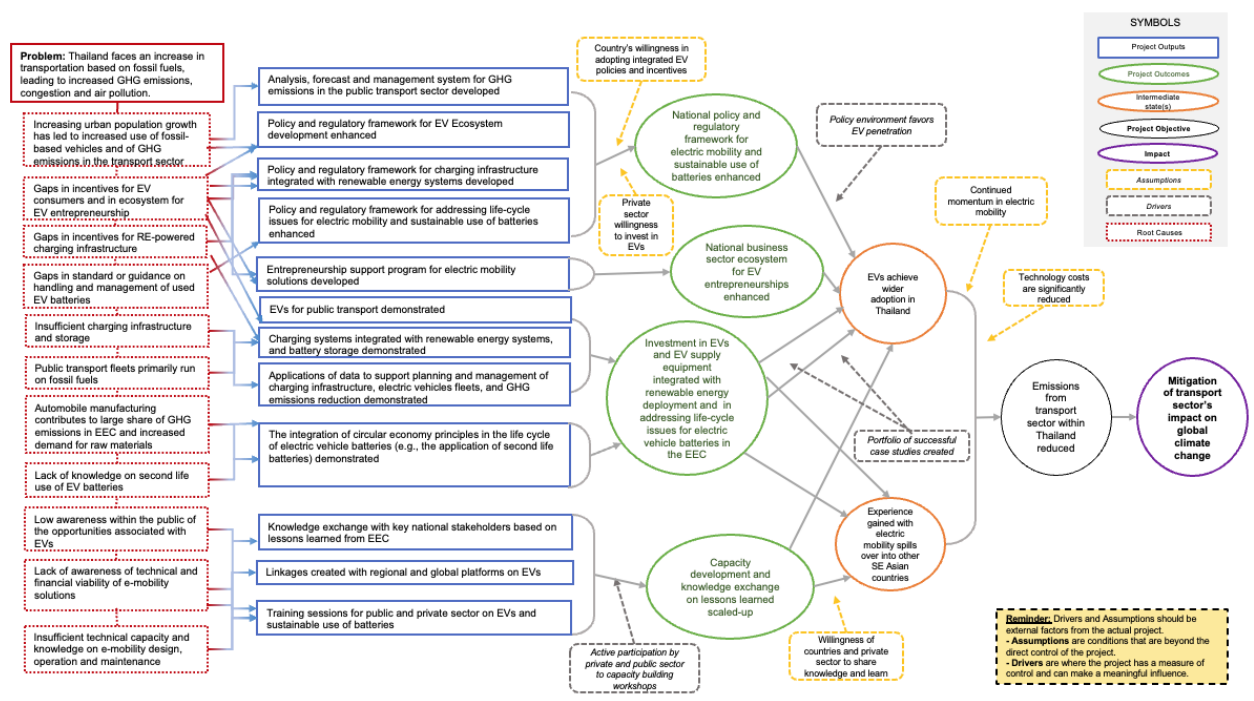 SYMBOLS
Project Outputs
Project Outcomes
Intermediate
state(s)
Project Objective
Impact
Assumptions
Drivers
Root Causes
Problem: Thailand faces an increase in
transportation based on fossil fuels,
leading to increased GHG emissions,
congestion and air pollution.
Increasing urban population growth
has led to increased use of fossil-
based vehicles and of GHG
emissions in the transport sector
Gaps in incentives for EV
consumers and in ecosystem for
EV entrepreneurship
Gaps in incentives for RE-powered
charging infrastructure
Gaps in standard or guidance on
handling and management of used
EV batteries
Insufficient charging infrastructure
and storage
Public transport fleets primarily run
on fossil fuels
Automobile manufacturing
contributes to large share of GHG
emissions in EEC and increased
demand for raw materials
Lack of knowledge on second life
use of EV batteries
Low awareness within the public of
the opportunities associated with
EVs
Lack of awareness of technical and
financial viability of e-mobility
solutions
Insufficient technical capacity and
knowledge on e-mobility design,
operation and maintenance
Analysis, forecast and management system for GHG
emissions in the public transport sector developed
Policy and regulatory framework for EV Ecosystem
development enhanced
Policy and regulatory framework for charging infrastructure
integrated with renewable energy systems developed
Policy and regulatory framework for addressing life-cycle
issues for electric mobility and sustainable use of batteries
enhanced
Entrepreneurship support program for electric mobility
solutions developed
EVs for public transport demonstrated
Charging systems integrated with renewable energy systems,
and battery storage demonstrated
Applications of data to support planning and management of
charging infrastructure, electric vehicles fleets, and GHG
emissions reduction demonstrated
The integration of circular economy principles in the life cycle
of electric vehicle batteries (e.g., the application of second life
batteries) demonstrated
Knowledge exchange with key national stakeholders based on
lessons learned from EEC
Linkages created with regional and global platforms on EVs
Training sessions for public and private sector on EVs and
sustainable use of batteries
Country's willingness in
adopting integrated EV
policies and incentives
Private
sector
willingness
to invest in
EVs
National policy and
regulatory
framework for
electric mobility and
sustainable use of
batteries enhanced
National business
sector ecosystem
for EV
entrepreneurships
enhanced
Investment in EVs
and EV supply
equipment
integrated with
renewable energy
deployment and in
addressing life-cycle
issues for electric
vehicle batteries in
the EEC
Capacity
development and
knowledge exchange
on lessons learned
scaled-up
Active participation by
private and public sector
to capacity building
workshops
Policy environment favors
EV penetration
EVs achieve
wider
adoption in
Thailand
Portfolio of successful
case studies created
Experience
gained with
electric
mobility spills
over into other
SE Asian
countries
Willingness of
countries and private
sector to share
knowledge and learn
Continued
momentum in electric
mobility
Technology costs
are significantly
reduced
Emissions
from
transport
sector within
Thailand
reduced
Mitigation
of transport
sector's
impact on
global
climate
change
Reminder: Drivers and Assumptions should be
external factors from the actual project.
- Assumptions are conditions that are beyond the
direct control of the project.
- Drivers are where the project has a measure of
control and can make a meaningful influence.